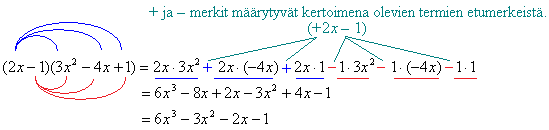 + ja – merkit määrytyvät kertoimena olevien termien etumerkeistä.
(+2x – 1)
(2x – 1)(3x² – 4x + 1) = 2x · 3x² + 2x · (–4x) + 2x · 1 – 1 · 3x² – 1 · (–4x) – 1 · 1
= 6x³ – 8x + 2x – 3x² + 4x – 1
= 6x³ – 3x² – 2x – 1